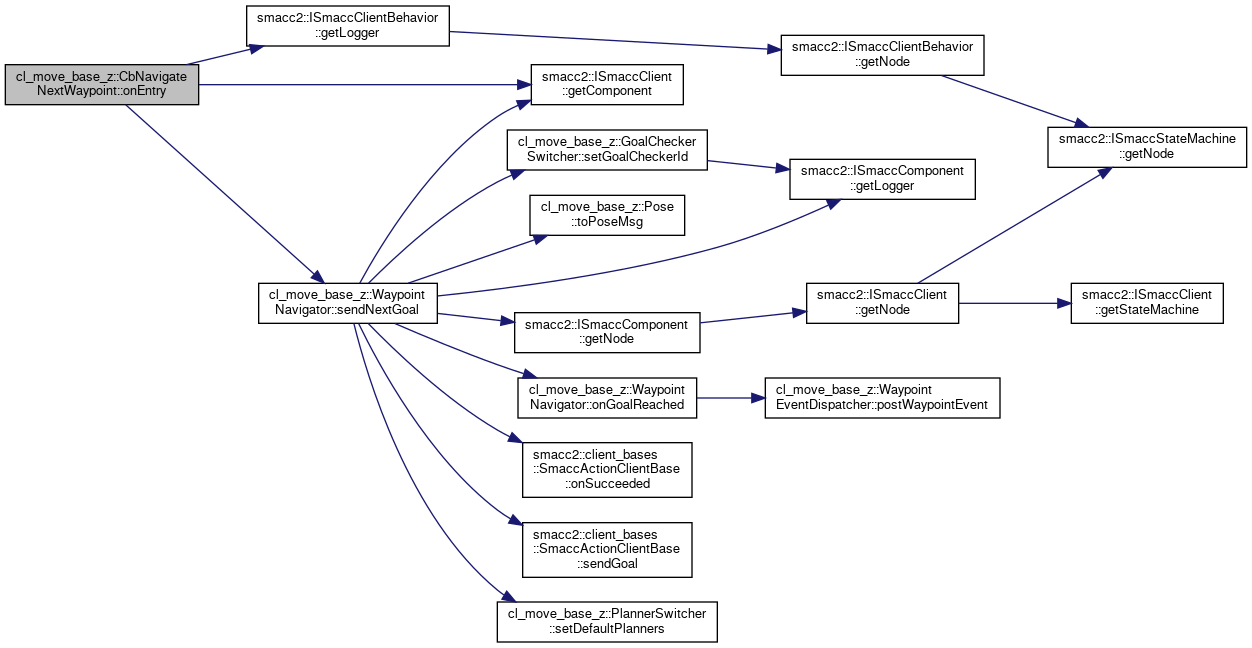 smacc2::ISmaccClientBehavior
::getLogger
smacc2::ISmaccClientBehavior
::getNode
cl_move_base_z::CbNavigate
NextWaypoint::onEntry
smacc2::ISmaccClient
::getComponent
smacc2::ISmaccStateMachine
::getNode
cl_move_base_z::GoalChecker
Switcher::setGoalCheckerId
smacc2::ISmaccComponent
::getLogger
cl_move_base_z::Pose
::toPoseMsg
cl_move_base_z::Waypoint
Navigator::sendNextGoal
smacc2::ISmaccClient
::getNode
smacc2::ISmaccClient
::getStateMachine
smacc2::ISmaccComponent
::getNode
cl_move_base_z::Waypoint
Navigator::onGoalReached
cl_move_base_z::Waypoint
EventDispatcher::postWaypointEvent
smacc2::client_bases
::SmaccActionClientBase
::onSucceeded
smacc2::client_bases
::SmaccActionClientBase
::sendGoal
cl_move_base_z::PlannerSwitcher
::setDefaultPlanners